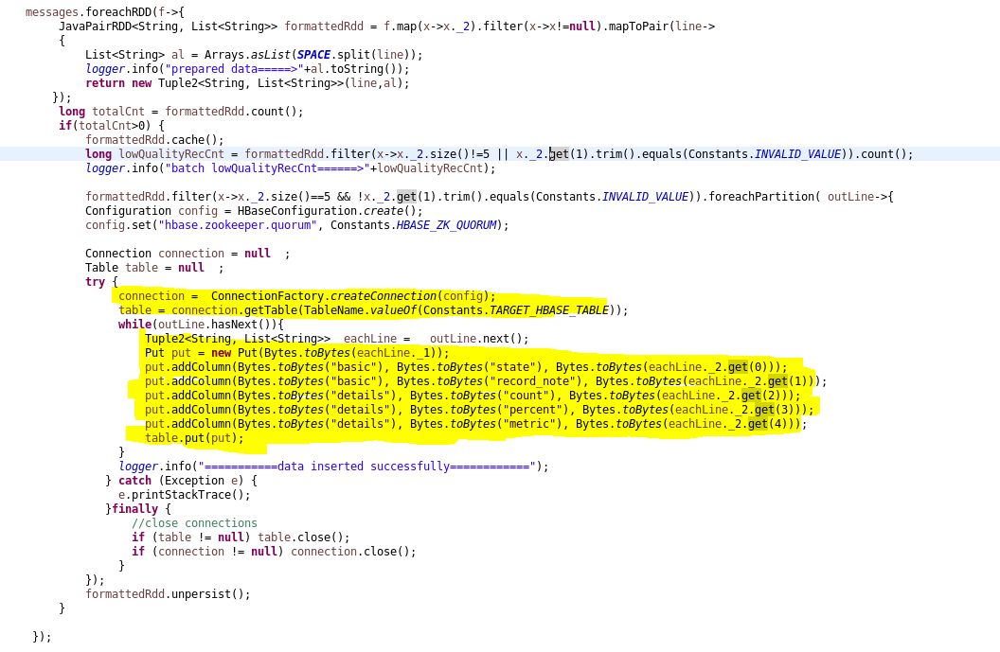 messages.foreachRDD(f->{
JavaPairRDD<String, List<String>> formattedRdd = f.map(x->x._2).filter(x->x!=null).mapToPair(line->
{
List<String> al = Arrays.asList(SPACE.split(line));
logger.info("prepared data=====>"+al.toString());
return new Tuple2<String, List<String>>(line,al);
});
long totalCnt = formattedRdd.count();
if(totalCnt>0) {
formattedRdd.cache();
long lowQualityRecCnt = formattedRdd.filter(x->x._2.size()!=5 || x._2.get(1).trim().equals(Constants.INVALID_VALUE)).count();
logger.info("batch lowQualityRecCnt======>"+lowQualityRecCnt);
formattedRdd.filter(x->x._2.size()==5 && !x._2.get(1).trim().equals(Constants.INVALID_VALUE)).foreachPartition( outLine->{
Configuration config = HBaseConfiguration.create();
config.set("hbase.zookeeper.quorum", Constants.HBASE_ZK_QUORUM);
Connection connection = null  ;
Table table = null  ;
try {
connection =  ConnectionFactory.createConnection(config);
table = connection.getTable(TableName.valueOf(Constants.TARGET_HBASE_TABLE));
while(outLine.hasNext()){
Tuple2<String, List<String>>  eachLine =   outLine.next();
Put put = new Put(Bytes.toBytes(eachLine._1));
put.addColumn(Bytes.toBytes("basic"), Bytes.toBytes("state"), Bytes.toBytes(eachLine._2.get(0)));
put.addColumn(Bytes.toBytes("basic"), Bytes.toBytes("record_note"), Bytes.toBytes(eachLine._2.get(1)));
put.addColumn(Bytes.toBytes("details"), Bytes.toBytes("count"), Bytes.toBytes(eachLine._2.get(2)));
put.addColumn(Bytes.toBytes("details"), Bytes.toBytes("percent"), Bytes.toBytes(eachLine._2.get(3)));
put.addColumn(Bytes.toBytes("details"), Bytes.toBytes("metric"), Bytes.toBytes(eachLine._2.get(4)));
table.put(put);
}
logger.info("===========data inserted successfully============");
} catch (Exception e) {
e.printStackTrace();
}finally {
//close connections
if (table != null) table.close();
if (connection != null) connection.close();
}
});
formattedRdd.unpersist();
}
});